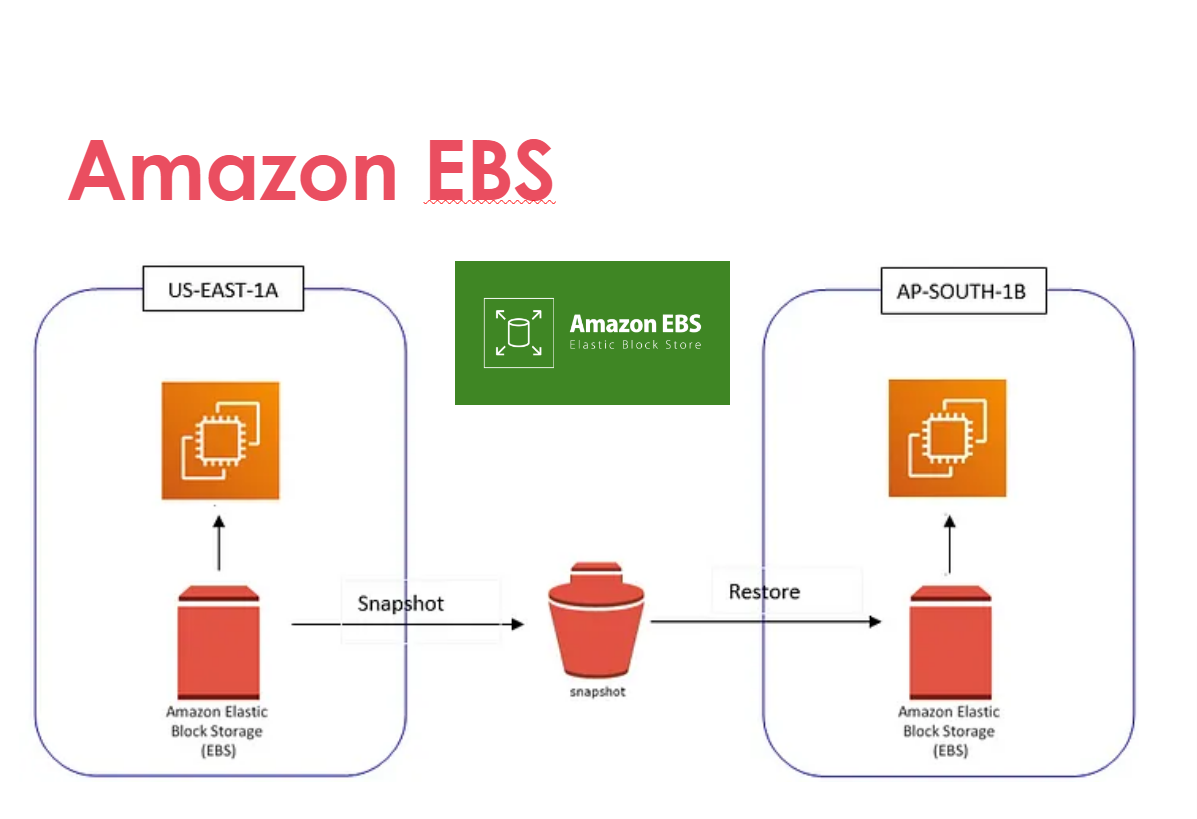 Amazon EBS
US-EAST-1A
Amazon EBS
Elastic Block Store
AP-SOUTH-1B
Snapshot
Restore
snapshot
Amazon Elastic
Block Storage
(EBS)
Amazon Elastic
Block Storage
(EBS)